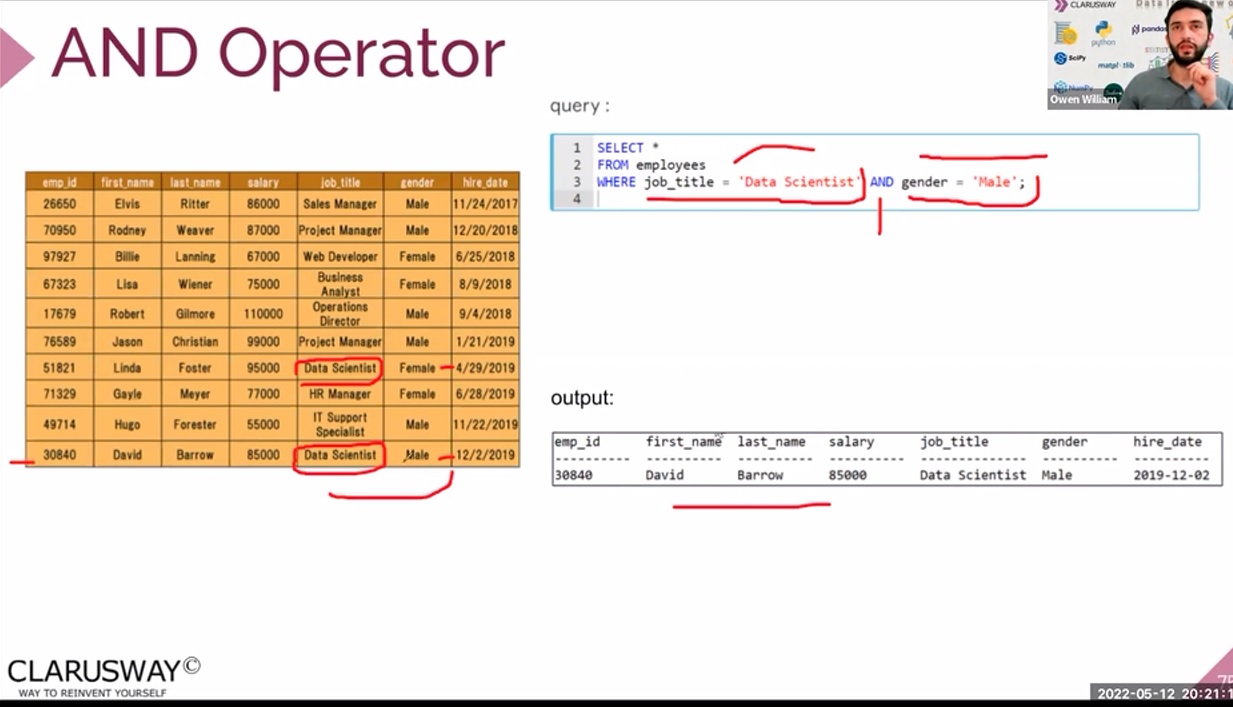 AND Operator
CLARUSWAY
python
pandas
SciPy
matplotlib
NumPy
Owen William
query :
1 SELECT *
2 FROM employees
3 WHERE job_title = 'Data Scientist' AND gender = 'Male';
4
emp_id first_name last_name salary job_title gender hire_date
26650 Elvis Ritter 86000 Sales Manager Male 11/24/2017
70950 Rodney Weaver 87000 Project Manager Male 12/20/2018
97927 Billie Lanning 67000 Web Developer Female 6/25/2018
67323 Lisa Wiener 75000 Business Analyst Female 8/9/2018
17679 Robert Gilmore 110000 Operations Director Male 9/4/2018
76589 Jason Christian 99000 Project Manager Male 1/21/2019
51821 Linda Foster 95000 Data Scientist Female 4/29/2019
71329 Gayle Meyer 77000 HR Manager Female 6/28/2019
49714 Hugo Forester 55000 IT Support Specialist Male 11/22/2019
30840 David Barrow 85000 Data Scientist Male 12/2/2019
output:
emp_id first_name last_name salary job_title gender hire_date
---------- ---------- ---------- ---------- -------------- ---------- ----------
30840 David Barrow 85000 Data Scientist Male 2019-12-02
CLARUSWAY©
WAY TO REINVENT YOURSELF
2022-05-12 20:21:1